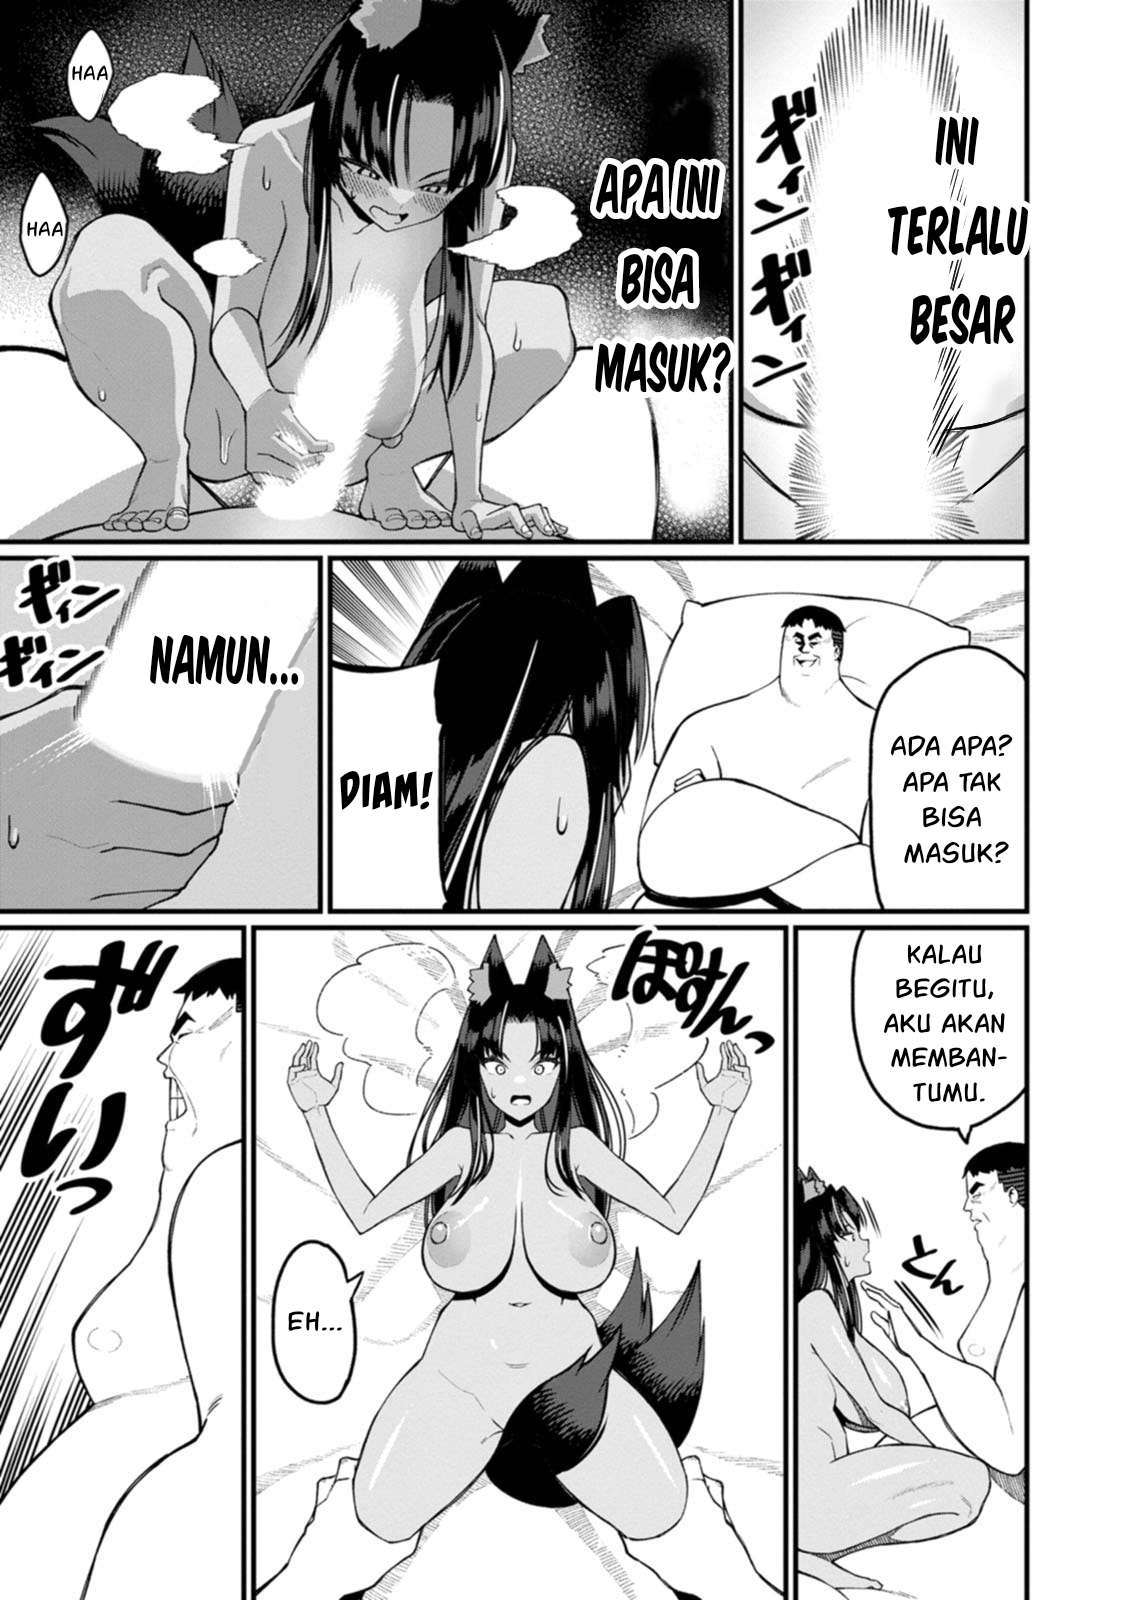 INI
TERLALU
BESAR
ギィン
ギィン
APA INI
BISA
MASUK?
HAA
HAA
ADA APA?
APA TAK
BISA
MASUK?
DIAM!
NAMUN...
ギィン
ギィン
KALAU
BEGITU,
AKU AKAN
MEMBAN-
TUMU.
とん
ぽすんっ
EH...
ずいっ